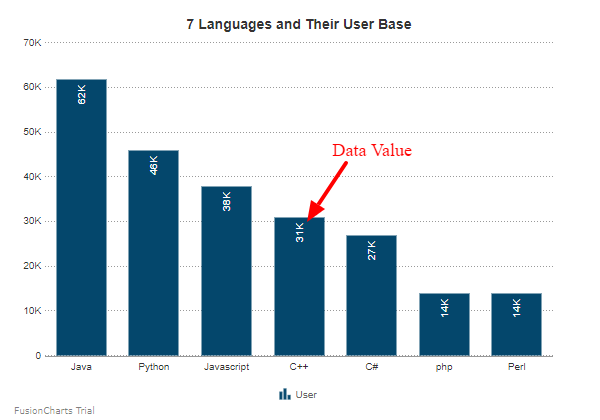 7 Languages and Their User Base
70K
60K
50K
40K
30K
20K
10K
0
62K
46K
38K
31K
27K
14K
14K
Data Value
Java Python Javascript C++ C# php Perl
User
FusionCharts Trial